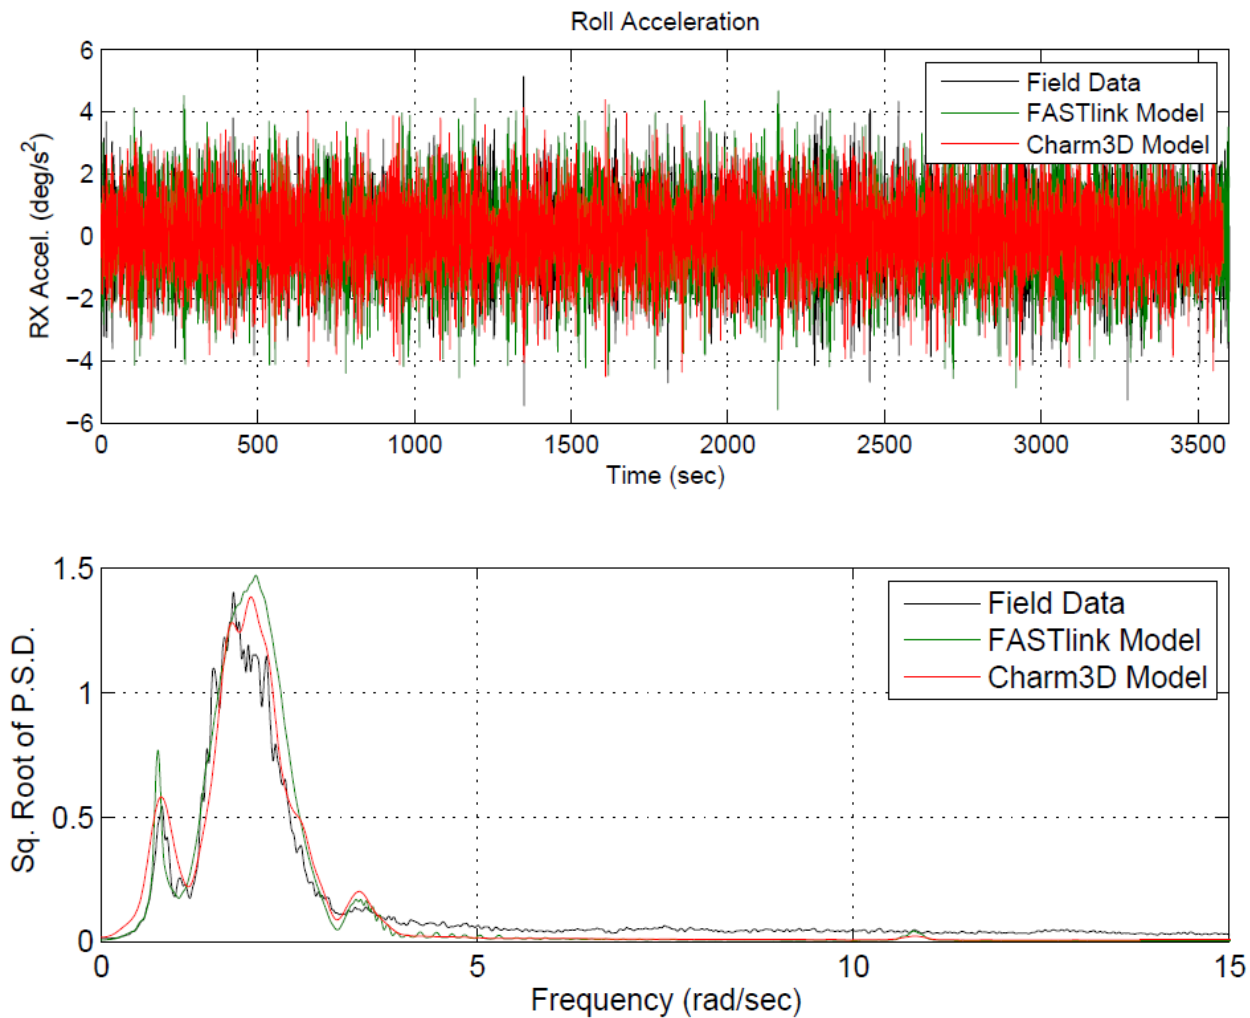 Roll Acceleration
RX Accel. (deg/s²)
6
4
2
0
−2
−4
−6
Field Data
FASTlink Model
Charm3D Model
0 500 1000 1500 2000 2500 3000 3500
Time (sec)
Sq. Root of P.S.D.
1.5
1
0.5
0
Field Data
FASTlink Model
Charm3D Model
0 5 10 15
Frequency (rad/sec)